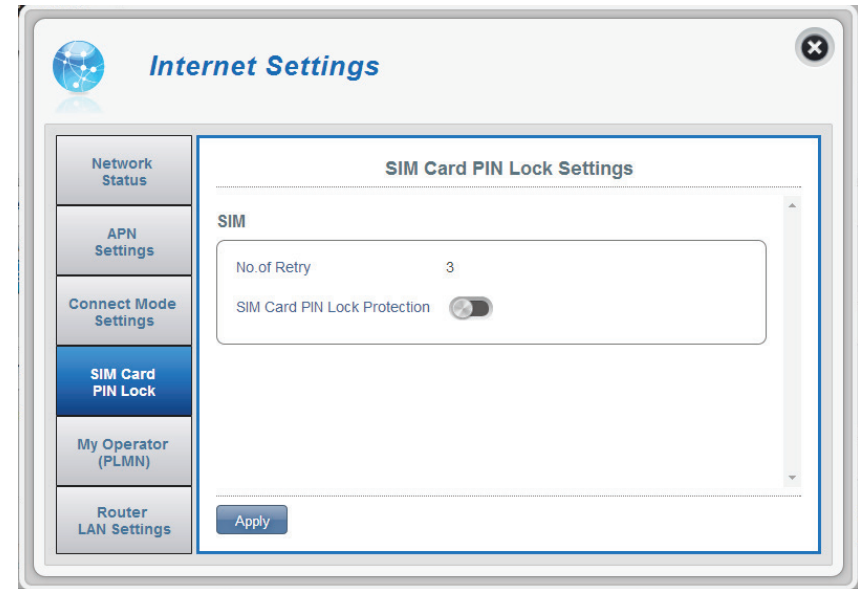 Internet Settings
Network
Status
APN
Settings
Connect Mode
Settings
SIM Card
PIN Lock
My Operator
(PLMN)
Router
LAN Settings
SIM Card PIN Lock Settings
SIM
No.of Retry 3
SIM Card PIN Lock Protection
Apply